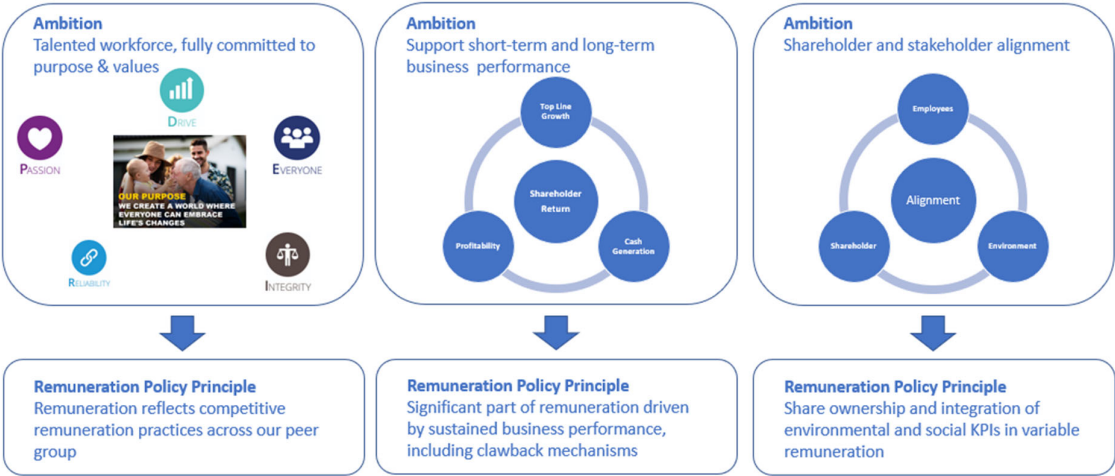 Ambition
Talented workforce, fully committed to
purpose & values
DRIVE
PASSION
EVERYONE
OUR PURPOSE
WE CREATE A WORLD WHERE
EVERYONE CAN EMBRACE
LIFE'S CHANGES
RELIABILITY
INTEGRITY
Ambition
Support short-term and long-term
business performance
Top Line
Growth
Shareholder
Return
Profitability
Cash
Generation
Ambition
Shareholder and stakeholder alignment
Employees
Alignment
Shareholder
Environment
Remuneration Policy Principle
Remuneration reflects competitive
remuneration practices across our peer
group
Remuneration Policy Principle
Significant part of remuneration driven
by sustained business performance,
including clawback mechanisms
Remuneration Policy Principle
Share ownership and integration of
environmental and social KPIs in variable
remuneration